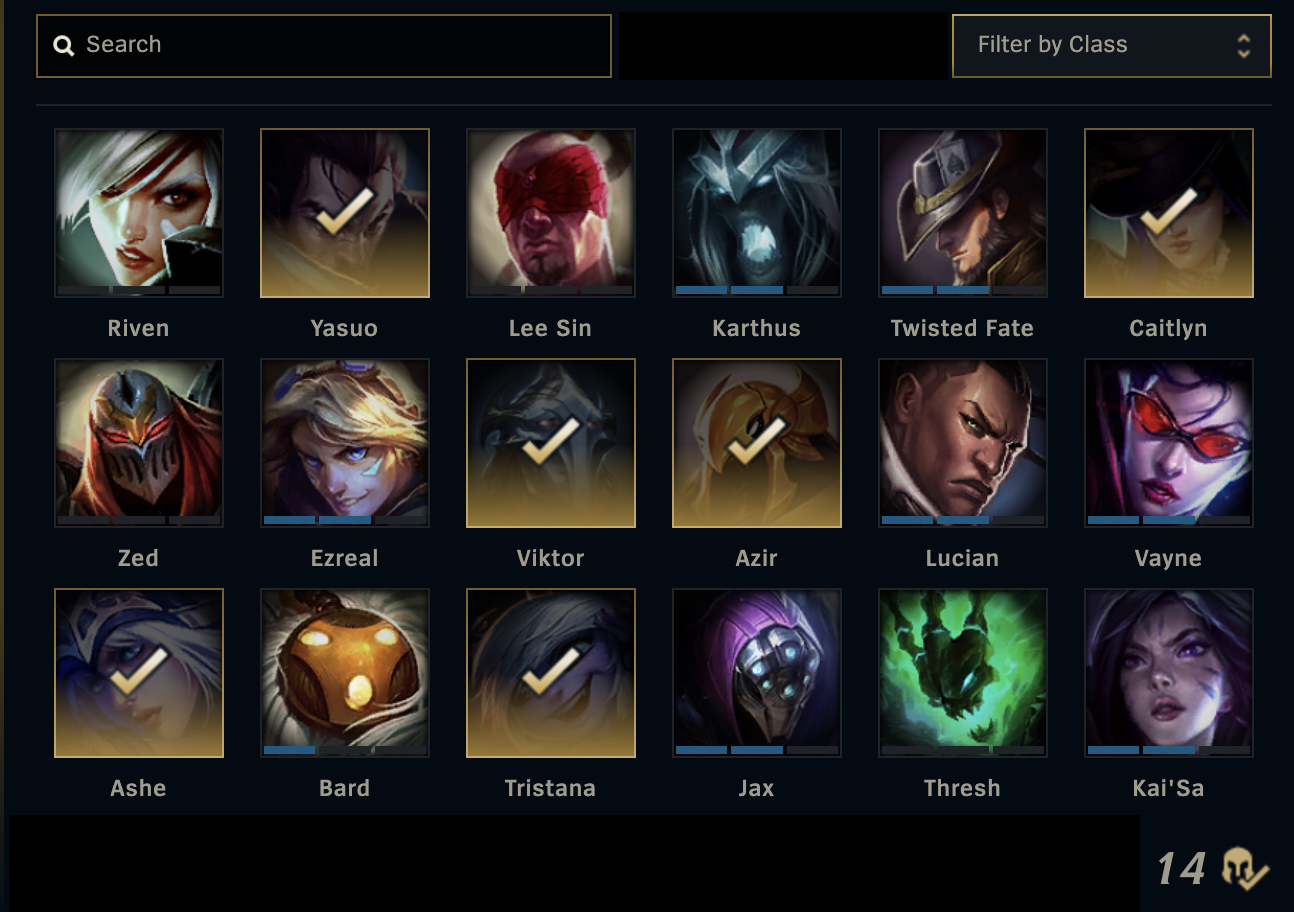 Search
Filter by Class
Riven
Yasuo
Lee Sin
Karthus
Twisted Fate
Caitlyn
Zed
Ezreal
Viktor
Azir
Lucian
Vayne
Ashe
Bard
Tristana
Jax
Thresh
Kai'Sa
14